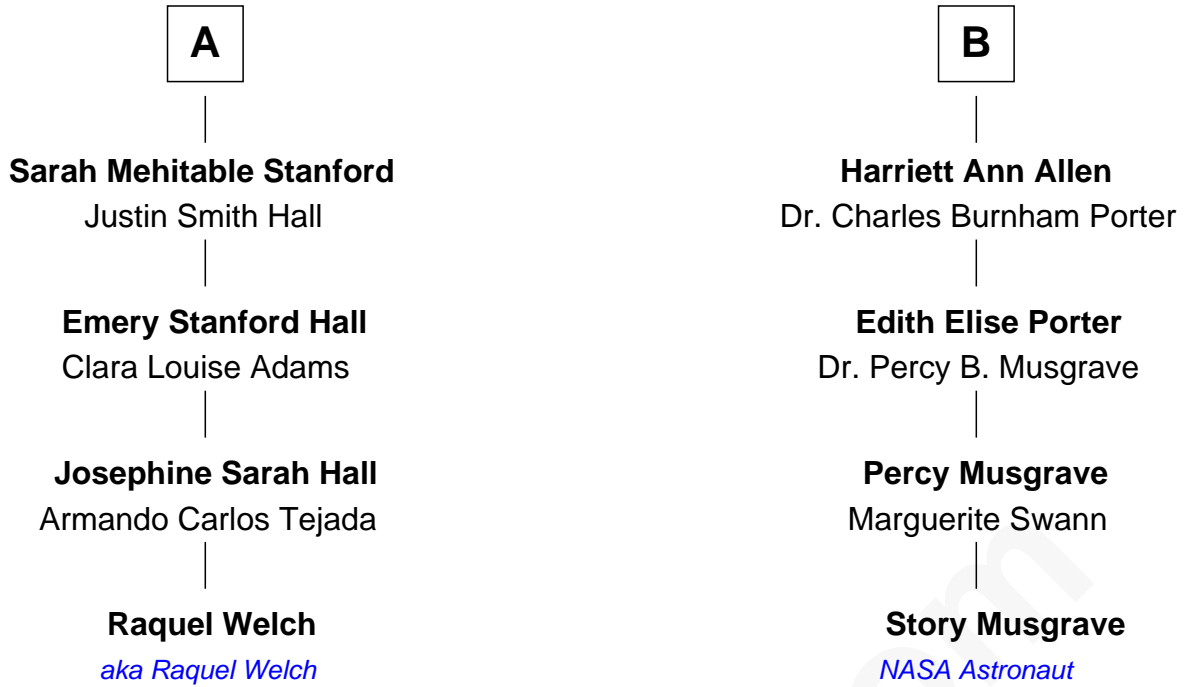 A
Sarah Mehitable Stanford
Justin Smith Hall
Emery Stanford Hall
Clara Louise Adams
Josephine Sarah Hall
Armando Carlos Tejada
Raquel Welch
aka Raquel Welch
B
Harriett Ann Allen
Dr. Charles Burnham Porter
Edith Elise Porter
Dr. Percy B. Musgrave
Percy Musgrave
Marguerite Swann
Story Musgrave
NASA Astronaut
om